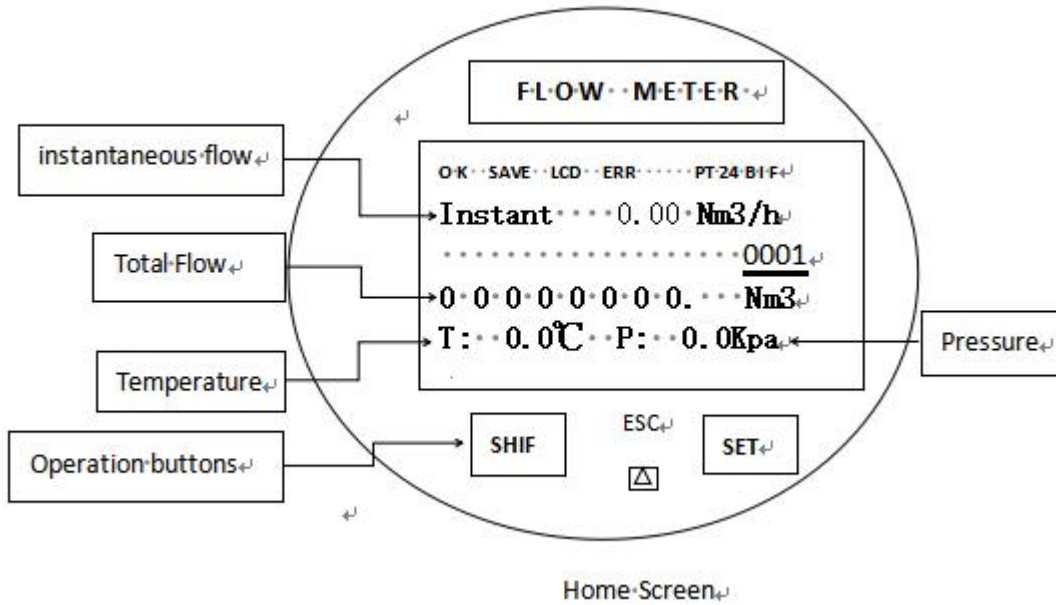 FLOW METER
instantaneous flow
OK SAVE LCD ERR PT 24 B I F
Instant 0.00 Nm3/h
0001
Total Flow
0 0 0 0 0 0 0 0. Nm3
T: 0.0℃ P: 0.0Kpa
Pressure
Temperature
Operation buttons
SHIF
ESC
SET
△
Home Screen